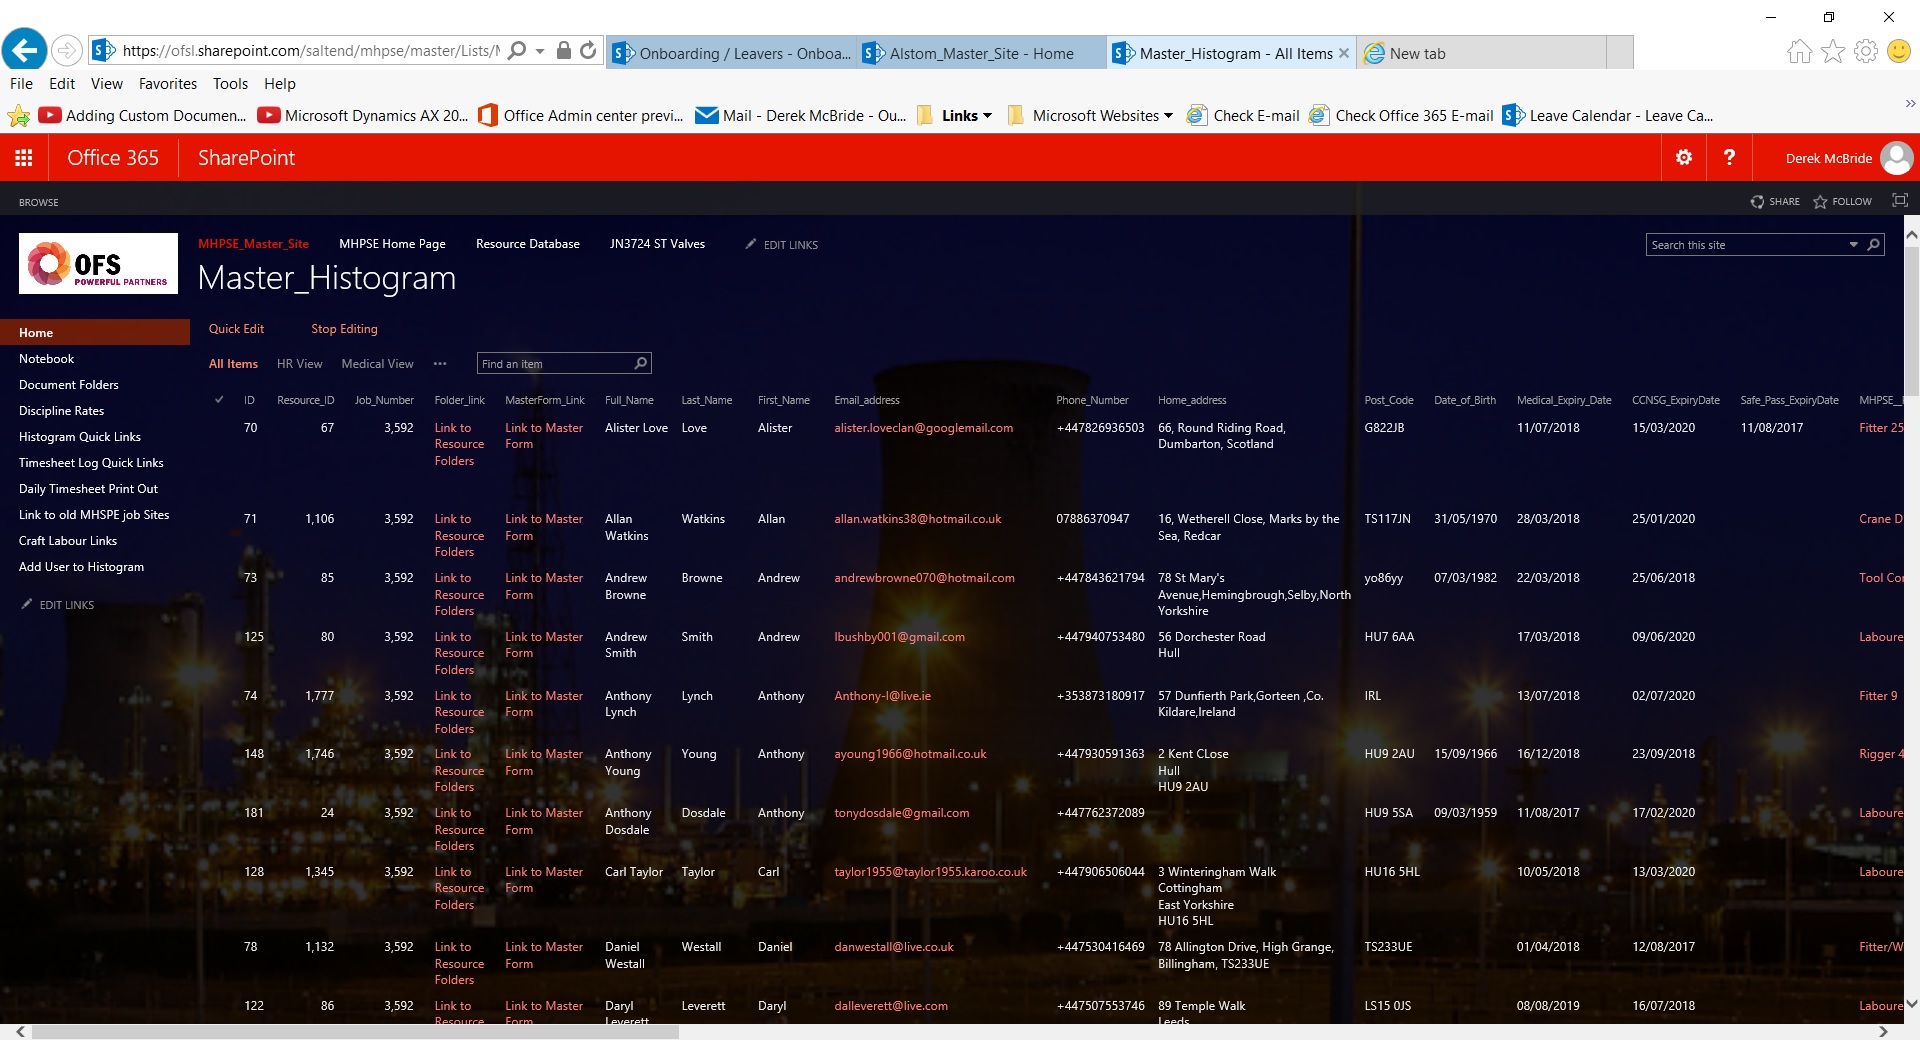 https://ofsl.sharepoint.com/saltend/mhpse/master/Lists/
Onboarding / Leavers - Onboa...
Alstom_Master_Site - Home
Master_Histogram - All Items
New tab
File Edit View Favorites Tools Help
Adding Custom Documen... Microsoft Dynamics AX 20... Office Admin center previ... Mail - Derek McBride - Ou... Links Microsoft Websites Check E-mail Check Office 365 E-mail Leave Calendar - Leave Ca...
Office 365 SharePoint ? Derek McBride
BROWSE SHARE FOLLOW
OFS
POWERFUL PARTNERS
MHPSE_Master_Site MHPSE Home Page Resource Database JN3724 ST Valves EDIT LINKS
Search this site
Master_Histogram
Home
Notebook
Document Folders
Discipline Rates
Histogram Quick Links
Timesheet Log Quick Links
Daily Timesheet Print Out
Link to old MHSPE job Sites
Craft Labour Links
Add User to Histogram
EDIT LINKS
Quick Edit Stop Editing
All Items HR View Medical View ... Find an item
ID Resource_ID Job_Number Folder_link MasterForm_Link Full_Name Last_Name First_Name Email_address Phone_Number Home_address Post_Code Date_of_Birth Medical_Expiry_Date CCNSG_ExpiryDate Safe_Pass_ExpiryDate MHPSE_
70 67 3,592 Link to Link to Master Alister Love Love Alister alister.loveclan@googlemail.com +447826936503 66, Round Riding Road, G822JB 11/07/2018 15/03/2020 11/08/2017 Fitter 25
Resource Form Dumbarton, Scotland
Folders
71 1,106 3,592 Link to Link to Master Allan Watkins Allan allan.watkins38@hotmail.co.uk 07886370947 16, Wetherell Close, Marks by the TS117JN 31/05/1970 28/03/2018 25/01/2020 Crane D
Resource Form Watkins Sea, Redcar
Folders
73 85 3,592 Link to Link to Master Andrew Browne Andrew andrewbrowne070@hotmail.com +447843621794 78 St Mary's yo86yy 07/03/1982 22/03/2018 25/06/2018 Tool Co
Resource Form Browne Avenue,Hemingbrough,Selby,North
Folders Yorkshire
125 80 3,592 Link to Link to Master Andrew Smith Andrew lbushby001@gmail.com +447940753480 56 Dorchester Road HU7 6AA 17/03/2018 09/06/2020 Laboure
Resource Form Smith Hull
Folders
74 1,777 3,592 Link to Link to Master Anthony Lynch Anthony Anthony-l@live.ie +353873180917 57 Dunfierth Park,Gorteen ,Co. IRL 13/07/2018 02/07/2020 Fitter 9
Resource Form Lynch Kildare,Ireland
Folders
148 1,746 3,592 Link to Link to Master Anthony Young Anthony ayoung1966@hotmail.co.uk +447930591363 2 Kent CLose HU9 2AU 15/09/1966 16/12/2018 23/09/2018 Rigger 4
Resource Form Young Hull
Folders HU9 2AU
181 24 3,592 Link to Link to Master Anthony Dosdale Anthony tonydosdale@gmail.com +447762372089 HU9 5SA 09/03/1959 11/08/2017 17/02/2020 Laboure
Resource Form Dosdale
Folders
128 1,345 3,592 Link to Link to Master Carl Taylor Taylor Carl taylor1955@taylor1955.karoo.co.uk +447906506044 3 Winteringham Walk HU16 5HL 10/05/2018 13/03/2020 Laboure
Resource Form Cottingham
Folders East Yorkshire
HU16 5HL
78 1,132 3,592 Link to Link to Master Daniel Westall Daniel danwestall@live.co.uk +447530416469 78 Allington Drive, High Grange, TS233UE 01/04/2018 12/08/2017 Fitter/W
Resource Form Westall Billingham, TS233UE
Folders
122 86 3,592 Link to Link to Master Daryl Leverett Daryl dalleverett@live.com +447507553746 89 Temple Walk LS15 0JS 08/08/2019 16/07/2018 Laboure
Resource Form Leverett Leeds